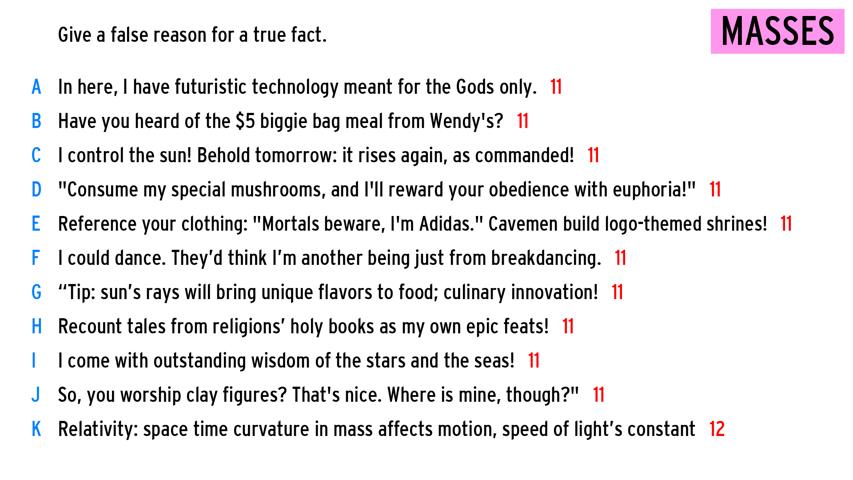 Give a false reason for a true fact.
MASSES
A In here, I have futuristic technology meant for the Gods only. 11
B Have you heard of the $5 biggie bag meal from Wendy's? 11
C I control the sun! Behold tomorrow: it rises again, as commanded! 11
D "Consume my special mushrooms, and I'll reward your obedience with euphoria!" 11
E Reference your clothing: "Mortals beware, I'm Adidas." Cavemen build logo-themed shrines! 11
F I could dance. They’d think I’m another being just from breakdancing. 11
G “Tip: sun’s rays will bring unique flavors to food; culinary innovation! 11
H Recount tales from religions’ holy books as my own epic feats! 11
I I come with outstanding wisdom of the stars and the seas! 11
J So, you worship clay figures? That's nice. Where is mine, though?" 11
K Relativity: space time curvature in mass affects motion, speed of light’s constant 12